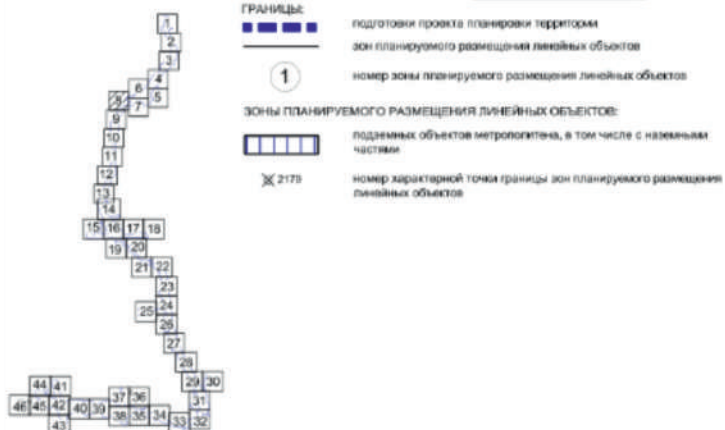 ГРАНИЦЫ:
подготовки проекта планировки территории
зон планируемого размещения линейных объектов
1
номер зоны планируемого размещения линейных объектов
ЗОНЫ ПЛАНИРУЕМОГО РАЗМЕЩЕНИЯ ЛИНЕЙНЫХ ОБЪЕКТОВ:
подземных объектов метрополитена, в том числе с наземными
частями
2179
номер характерной точки границы зон планируемого размещения
линейных объектов
1
2
3
4
6 5
8 7
9
10
11
12
13
14
15 16 17 18
19 20
21 22
23
25 24
26
27
28
29 30
44 41 37 36 31
46 45 42 40 39 38 35 34 33 32
43